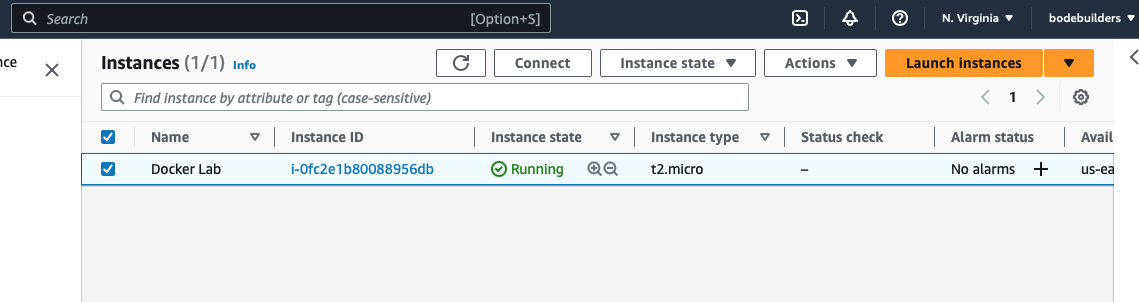 Search [Option+S] N. Virginia ▼ bodebuilders
nce Instances (1/1) Info Connect Instance state ▼ Actions ▼ Launch instances ▼
Find instance by attribute or tag (case-sensitive) 1
Name Instance ID Instance state Instance type Status check Alarm status Avail
Docker Lab i-0fc2e1b80088956db Running t2.micro – No alarms + us-ea